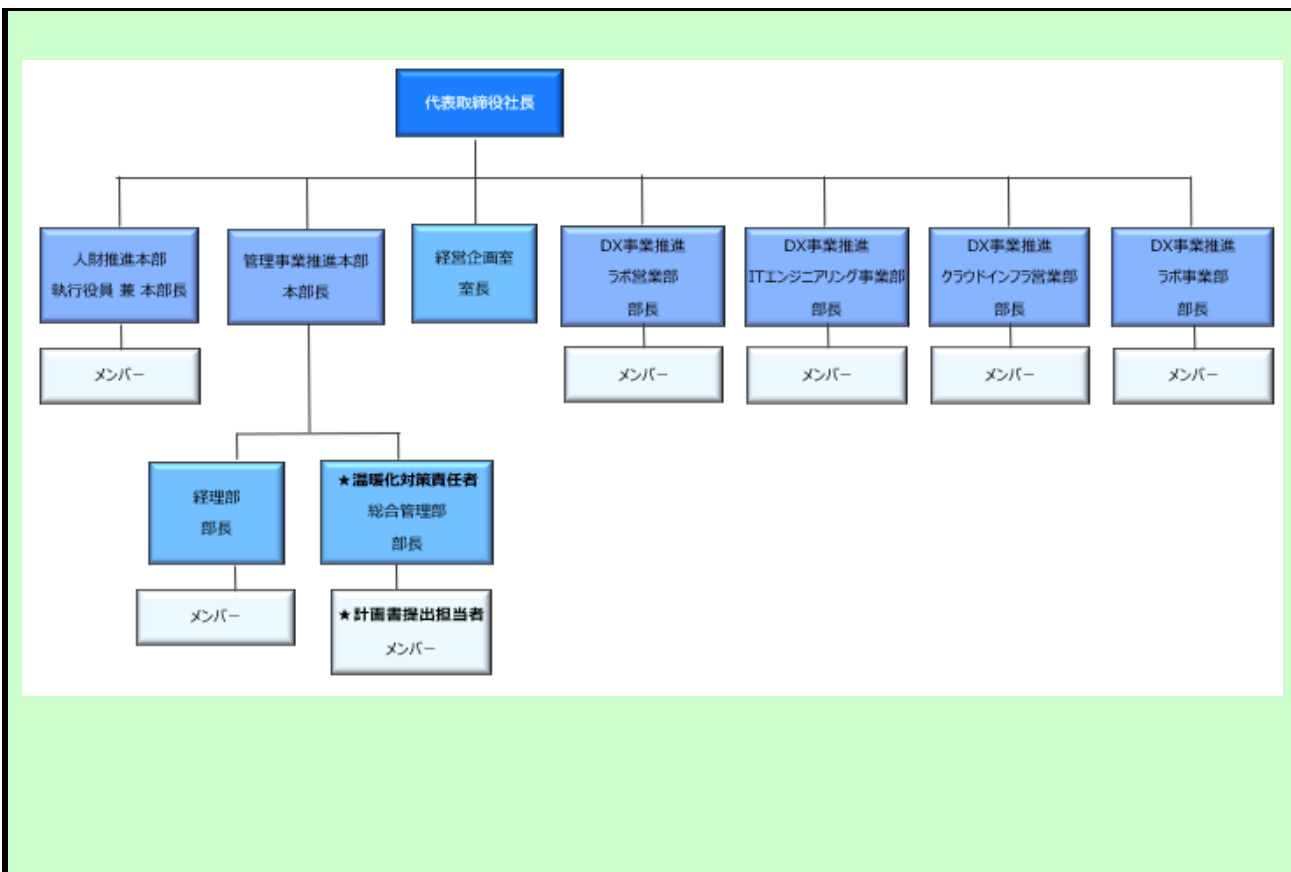 代表取締役社長
人財推進本部
執行役員 兼 本部長
メンバー
管理事業推進本部
本部長
経営企画室
室長
DX事業推進
ラボ営業部
部長
メンバー
DX事業推進
ITエンジニアリング事業部
部長
メンバー
DX事業推進
クラウドインフラ営業部
部長
メンバー
DX事業推進
ラボ事業部
部長
メンバー
経理部
部長
メンバー
★温暖化対策責任者
総合管理部
部長
★計画書提出担当者
メンバー